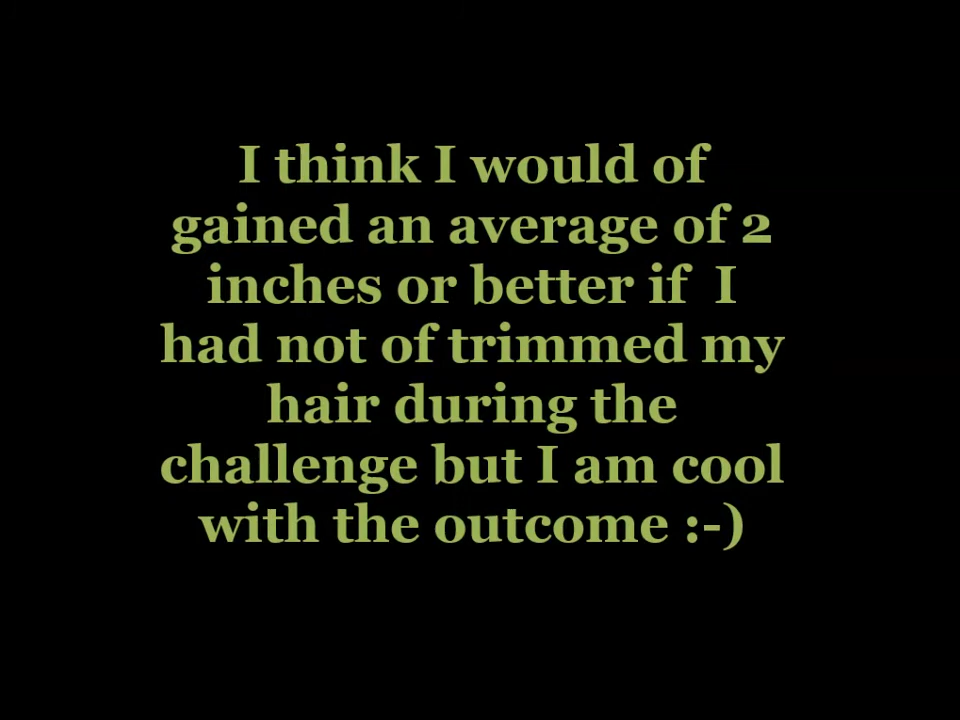 I think I would of
gained an average of 2
inches or better if  I
had not of trimmed my
hair during the
challenge but I am cool
with the outcome :-)